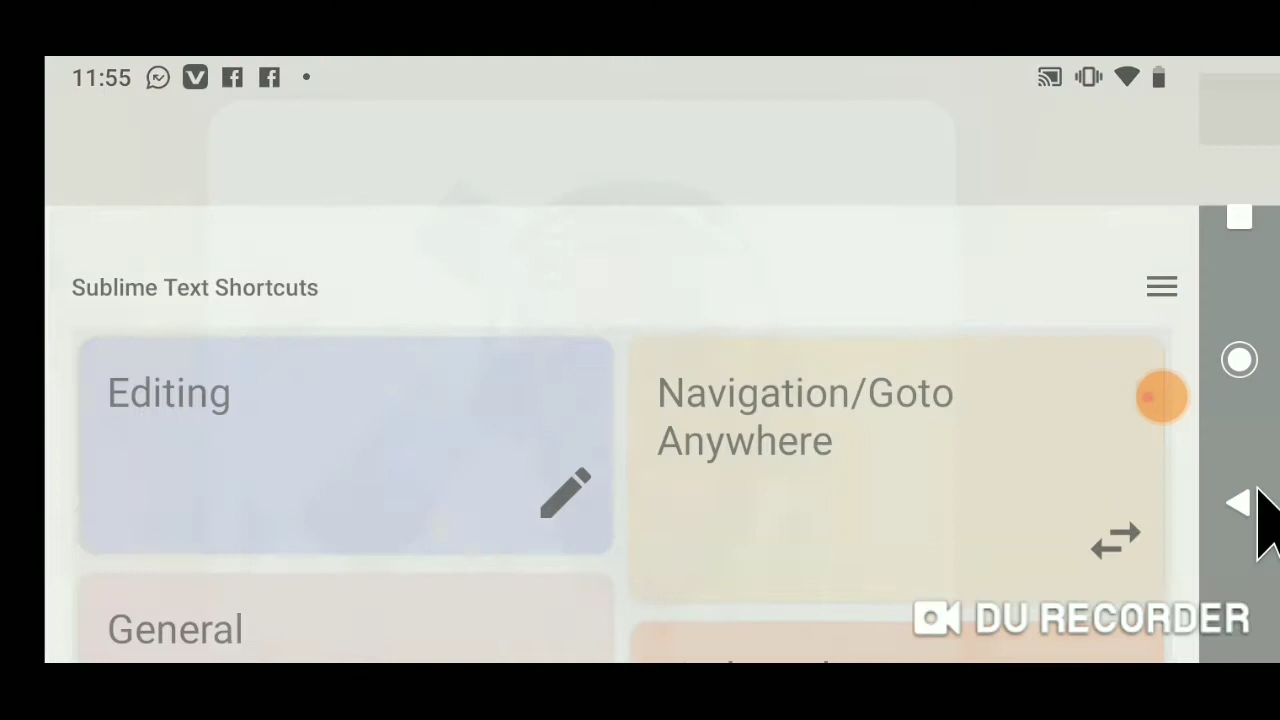 11:55
Sublime Text Shortcuts
Editing
Navigation/Goto
Anywhere
General
DU RECORDER